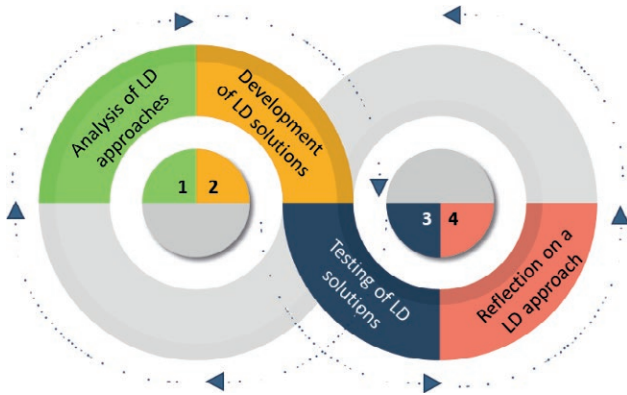 Analysis of LD
approaches
Development
of LD solutions
1
2
3
4
Testing of LD
solutions
Reflection on a
LD approach